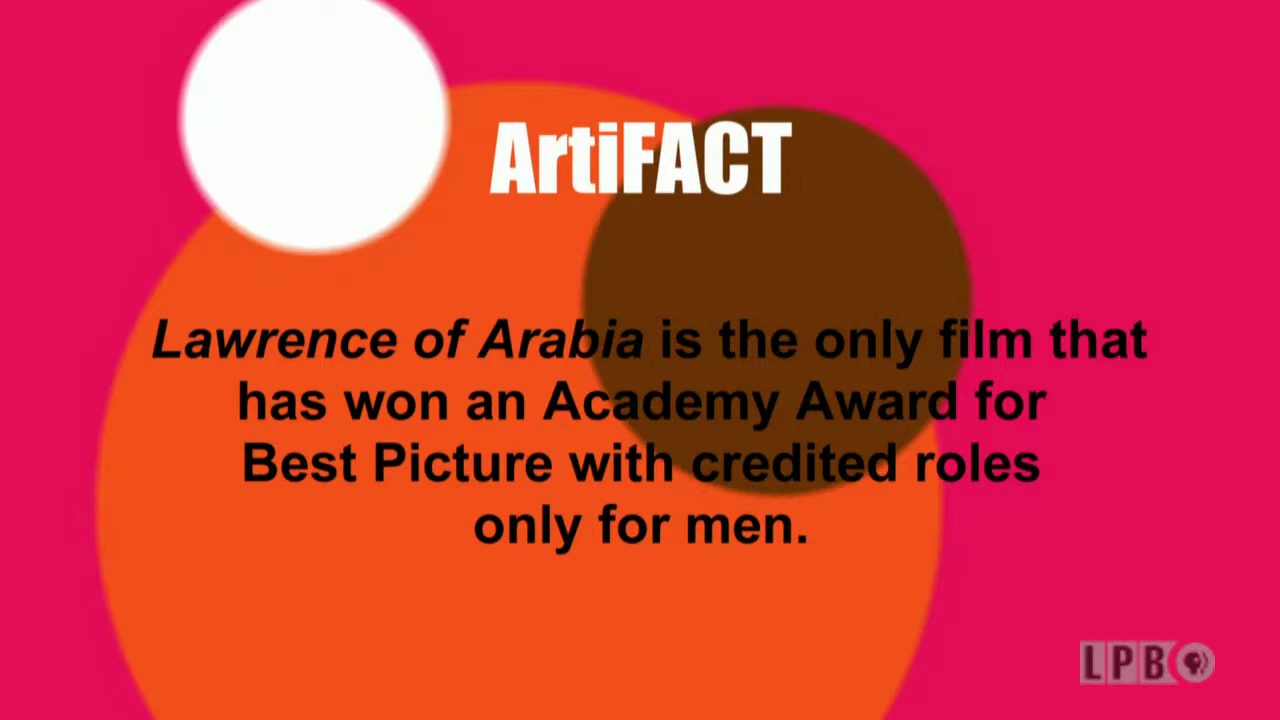 ArtiFACT
Lawrence of Arabia is the only film that
has won an Academy Award for
Best Picture with credited roles
only for men.
LPB